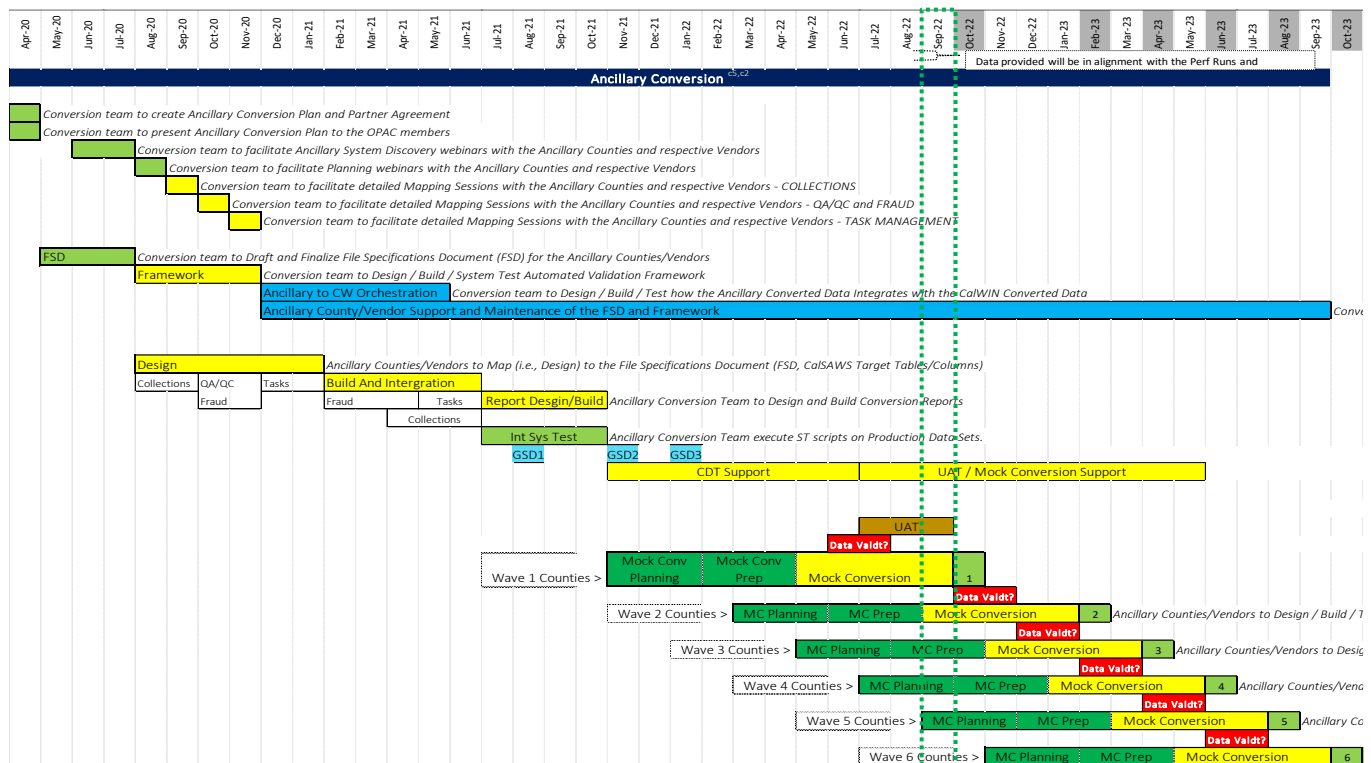 Apr-20 May-20 Jun-20 Jul-20 Aug-20 Sep-20 Oct-20 Nov-20 Dec-20 Jan-21 Feb-21 Mar-21 Apr-21 May-21 Jun-21 Jul-21 Aug-21 Sep-21 Oct-21 Nov-21 Dec-21 Jan-22 Feb-22 Mar-22 Apr-22 May-22 Jun-22 Jul-22 Aug-22 Sep-22 Oct-22 Nov-22 Dec-22 Jan-23 Feb-23 Mar-23 Apr-23 May-23 Jun-23 Jul-23 Aug-23 Sep-23 Oct-23
Data provided will be in alignment with the Perf Runs and
Ancillary Conversion c5,c2
Conversion team to create Ancillary Conversion Plan and Partner Agreement
Conversion team to present Ancillary Conversion Plan to the OPAC members
Conversion team to facilitate Ancillary System Discovery webinars with the Ancillary Counties and respective Vendors
Conversion team to facilitate Planning webinars with the Ancillary Counties and respective Vendors
Conversion team to facilitate detailed Mapping Sessions with the Ancillary Counties and respective Vendors - COLLECTIONS
Conversion team to facilitate detailed Mapping Sessions with the Ancillary Counties and respective Vendors - QA/QC and FRAUD
Conversion team to facilitate detailed Mapping Sessions with the Ancillary Counties and respective Vendors - TASK MANAGEMENT
FSD Conversion team to Draft and Finalize File Specifications Document (FSD) for the Ancillary Counties/Vendors
Framework Conversion team to Design / Build / System Test Automated Validation Framework
Ancillary to CW Orchestration Conversion team to Design / Build / Test how the Ancillary Converted Data Integrates with the CalWIN Converted Data
Ancillary County/Vendor Support and Maintenance of the FSD and Framework Conve
Design Ancillary Counties/Vendors to Map (i.e., Design) to the File Specifications Document (FSD, CalSAWS Target Tables/Columns)
Collections QA/QC Tasks Build And Intergration
Fraud Fraud Tasks Report Desgin/Build Ancillary Conversion Team to Design and Build Conversion Reports
Collections
Int Sys Test Ancillary Conversion Team execute ST scripts on Production Data Sets.
GSD1 GSD2 GSD3
CDT Support UAT / Mock Conversion Support
UAT
Data Valdt?
Wave 1 Counties > Mock Conv Planning Mock Conv Prep Mock Conversion 1
Data Valdt?
Wave 2 Counties > MC Planning MC Prep Mock Conversion 2 Ancillary Counties/Vendors to Design / Build / T
Data Valdt?
Wave 3 Counties > MC Planning MC Prep Mock Conversion 3 Ancillary Counties/Vendors to Desig
Data Valdt?
Wave 4 Counties > MC Planning MC Prep Mock Conversion 4 Ancillary Counties/Vend
Data Valdt?
Wave 5 Counties > MC Planning MC Prep Mock Conversion 5 Ancillary Co
Data Valdt?
Wave 6 Counties > MC Planning MC Prep Mock Conversion 6